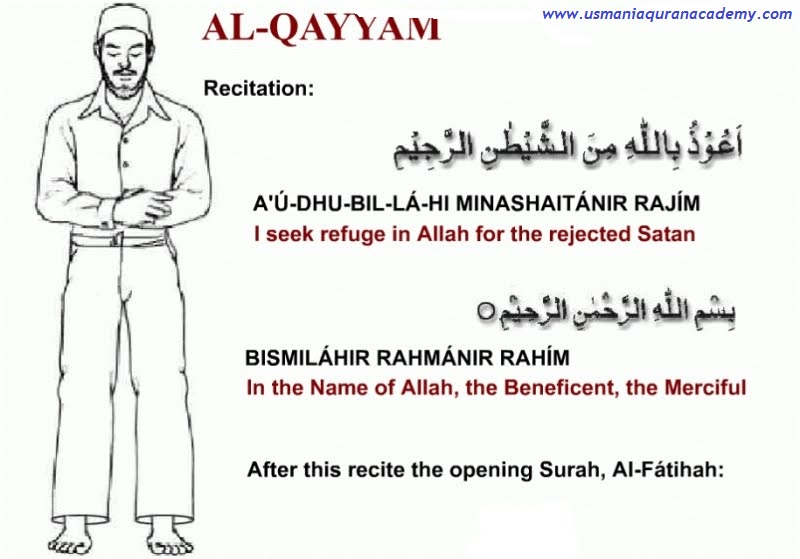 www.usmaniaquranacademy.com
AL-QAYYAM
Recitation:
اَعُوْذُ بِاللّٰهِ مِنَ الشَّيْطٰنِ الرَّجِيْمِ
A'Ú-DHU-BIL-LÁ-HI MINASHAITÁNIR RAJÍM
I seek refuge in Allah for the rejected Satan
بِسْمِ اللّٰهِ الرَّحْمٰنِ الرَّحِيْمِ○
BISMILÁHIR RAHMÁNIR RAHÍM
In the Name of Allah, the Beneficent, the Merciful
After this recite the opening Surah, Al-Fátihah: